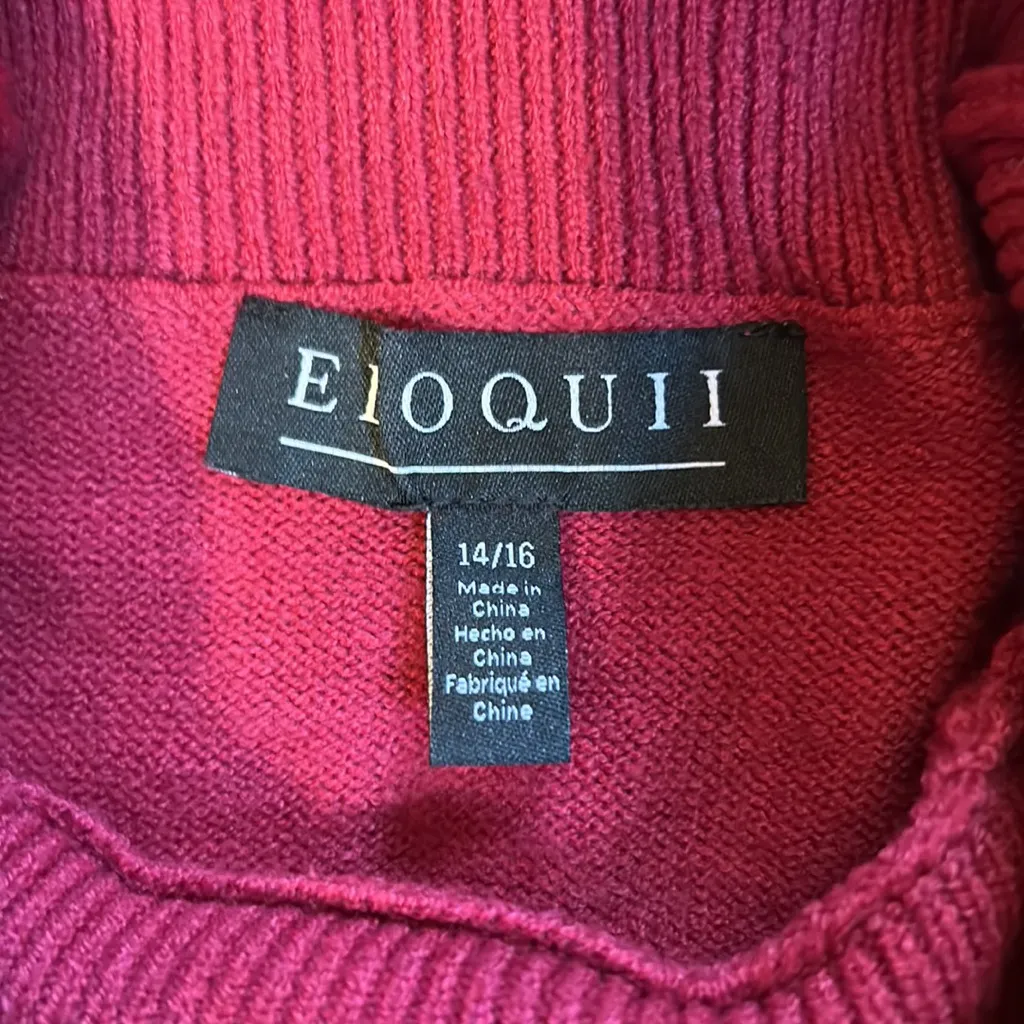 ELOQUII
14/16
Made in
China
Hecho en
China
Fabriqué en
Chine